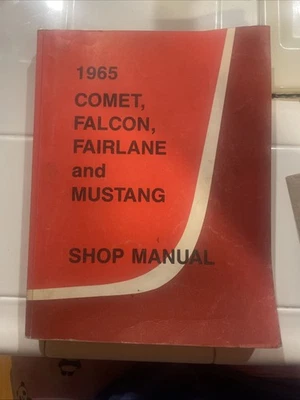 1965
COMET,
FALCON,
FAIRLANE
and
MUSTANG
SHOP MANUAL